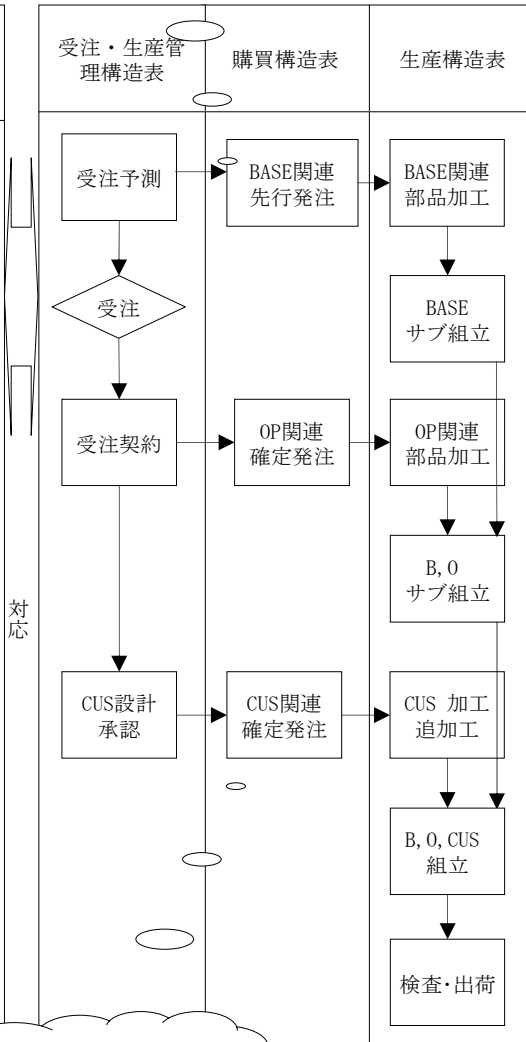 受注・生産管
理構造表
購買構造表
生産構造表
受注予測
BASE関連
先行発注
BASE関連
部品加工
受注
BASE
サブ組立
受注契約
OP関連
確定発注
OP関連
部品加工
対
応
B,O
サブ組立
CUS設計
承認
CUS関連
確定発注
CUS 加工
追加工
B,O,CUS
組立
検査・出荷